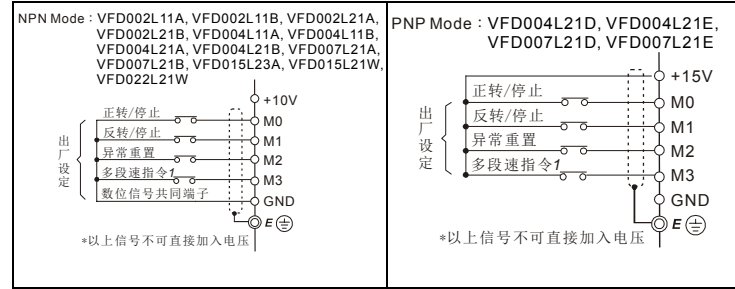 NPN Mode：VFD002L11A, VFD002L11B, VFD002L21A,
VFD002L21B, VFD004L11A, VFD004L11B,
VFD004L21A, VFD004L21B, VFD007L21A,
VFD007L21B, VFD015L23A, VFD015L21W,
VFD022L21W
+10V
正转/停止
M0
反转/停止
M1
异常重置
M2
多段速指令1
M3
数位信号共同端子
GND
E
出厂设定
*以上信号不可直接加入电压
PNP Mode：VFD004L21D, VFD004L21E,
VFD007L21D, VFD007L21E
+15V
正转/停止
M0
反转/停止
M1
异常重置
M2
多段速指令1
M3
GND
E
出厂设定
*以上信号不可直接加入电压